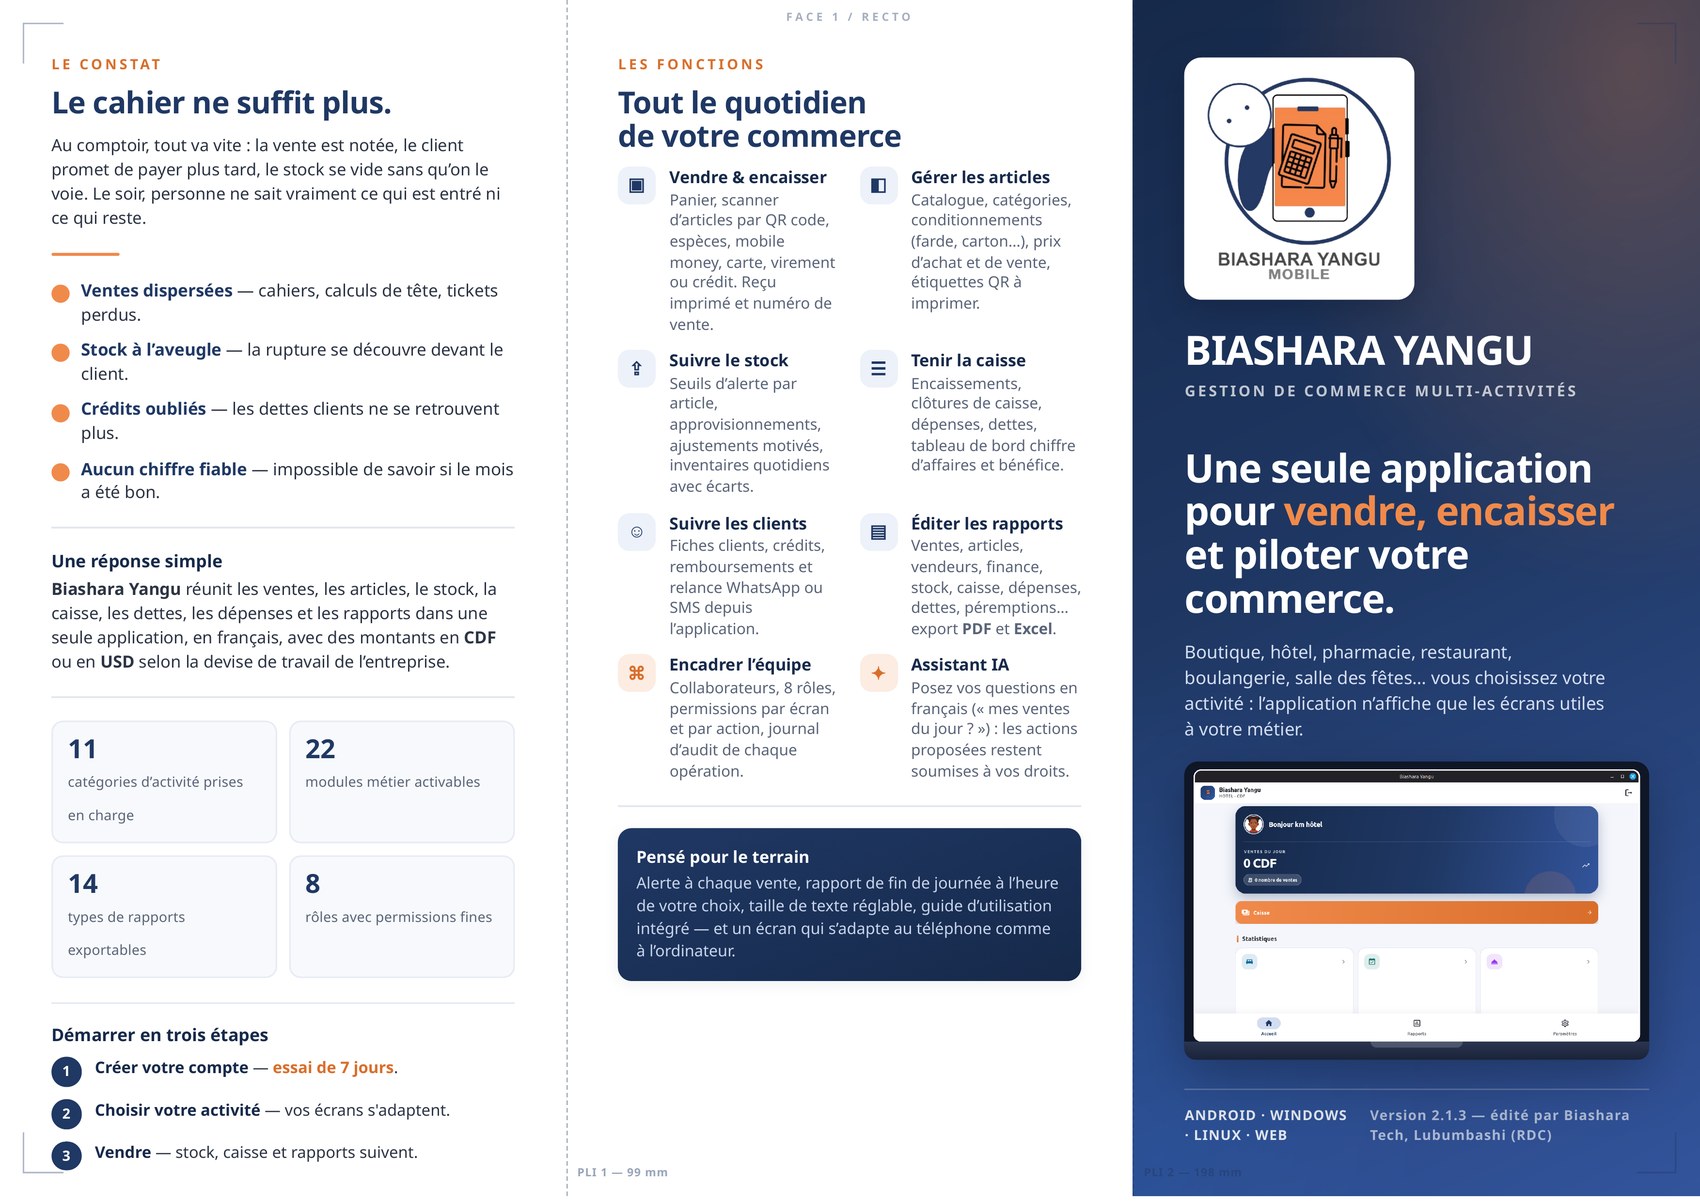 FACE 1 / RECTO
LE CONSTAT
Le cahier ne suffit plus.
Au comptoir, tout va vite : la vente est notée, le client
promet de payer plus tard, le stock se vide sans qu’on le
voie. Le soir, personne ne sait vraiment ce qui est entré ni
ce qui reste.
Ventes dispersées — cahiers, calculs de tête, tickets
perdus.
Stock à l’aveugle — la rupture se découvre devant le
client.
Crédits oubliés — les dettes clients ne se retrouvent
plus.
Aucun chiffre fiable — impossible de savoir si le mois
a été bon.
Une réponse simple
Biashara Yangu réunit les ventes, les articles, le stock, la
caisse, les dettes, les dépenses et les rapports dans une
seule application, en français, avec des montants en CDF
ou en USD selon la devise de travail de l’entreprise.
11
catégories d’activité prises
en charge
22
modules métier activables
14
types de rapports
exportables
8
rôles avec permissions fines
Démarrer en trois étapes
1 Créer votre compte — essai de 7 jours.
2 Choisir votre activité — vos écrans s'adaptent.
3 Vendre — stock, caisse et rapports suivent.
LES FONCTIONS
Tout le quotidien
de votre commerce
Vendre & encaisser
Panier, scanner
d’articles par QR code,
espèces, mobile
money, carte, virement
ou crédit. Reçu
imprimé et numéro de
vente.
Gérer les articles
Catalogue, catégories,
conditionnements
(farde, carton…), prix
d’achat et de vente,
étiquettes QR à
imprimer.
Suivre le stock
Seuils d’alerte par
article,
approvisionnements,
ajustements motivés,
inventaires quotidiens
avec écarts.
Tenir la caisse
Encaissements,
clôtures de caisse,
dépenses, dettes,
tableau de bord chiffre
d’affaires et bénéfice.
Suivre les clients
Fiches clients, crédits,
remboursements et
relance WhatsApp ou
SMS depuis
l’application.
Éditer les rapports
Ventes, articles,
vendeurs, finance,
stock, caisse, dépenses,
dettes, péremptions…
export PDF et Excel.
Encadrer l’équipe
Collaborateurs, 8 rôles,
permissions par écran
et par action, journal
d’audit de chaque
opération.
Assistant IA
Posez vos questions en
français (« mes ventes
du jour ? ») : les actions
proposées restent
soumises à vos droits.
Pensé pour le terrain
Alerte à chaque vente, rapport de fin de journée à l’heure
de votre choix, taille de texte réglable, guide d’utilisation
intégré — et un écran qui s’adapte au téléphone comme
à l’ordinateur.
PLI 1 — 99 mm
BIASHARA YANGU
MOBILE
BIASHARA YANGU
GESTION DE COMMERCE MULTI-ACTIVITÉS
Une seule application
pour vendre, encaisser
et piloter votre
commerce.
Boutique, hôtel, pharmacie, restaurant,
boulangerie, salle des fêtes… vous choisissez votre
activité : l’application n’affiche que les écrans utiles
à votre métier.
Biashara Yangu
Biashara Yangu
HÔTEL · CDF
Bonjour km hôtel
VENTES DU JOUR
0 CDF
0 nombre de ventes
Caisse
Statistiques
Accueil
Rapports
Paramètres
ANDROID · WINDOWS
· LINUX · WEB
Version 2.1.3 — édité par Biashara
Tech, Lubumbashi (RDC)
PLI 2 — 198 mm